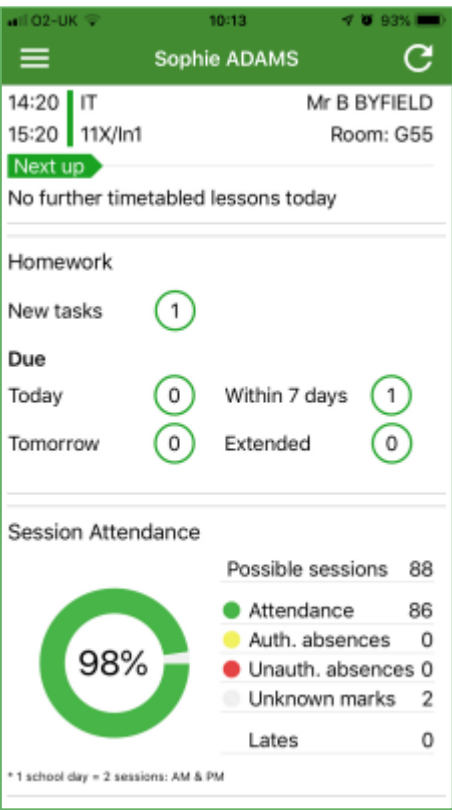 O2-UK 10:13 93%
Sophie ADAMS
14:20 IT Mr B BYFIELD
15:20 11X/In1 Room: G55
Next up
No further timetabled lessons today
Homework
New tasks 1
Due
Today 0 Within 7 days 1
Tomorrow 0 Extended 0
Session Attendance
Possible sessions 88
Attendance 86
Auth. absences 0
98%
Unauth. absences 0
Unknown marks 2
Lates 0
* 1 school day = 2 sessions: AM & PM